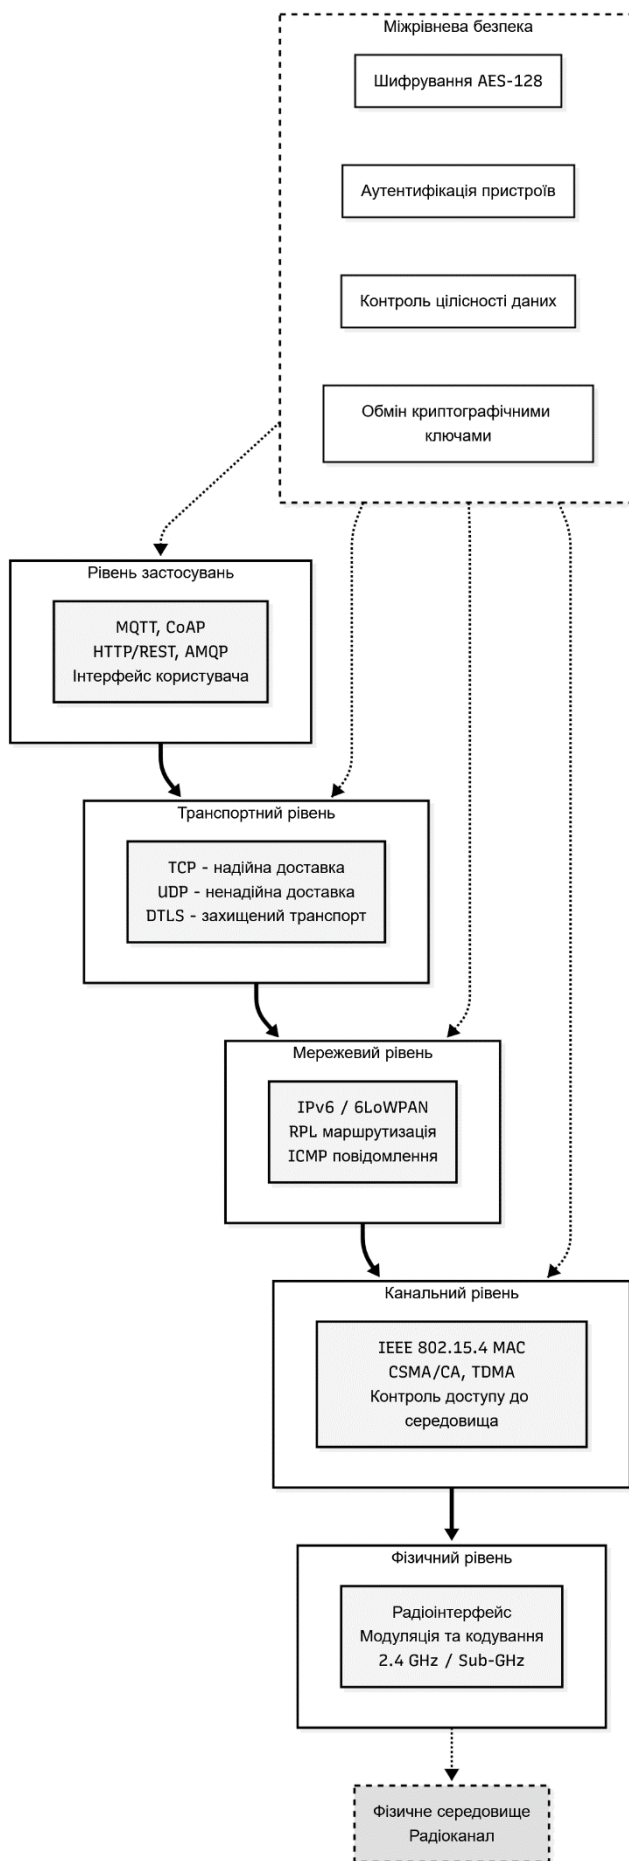 Міжрівнева безпека
Шифрування AES-128
Аутентифікація пристроїв
Контроль цілісності даних
Обмін криптографічними
ключами
Рівень застосувань
MQTT, CoAP
HTTP/REST, AMQP
Інтерфейс користувача
Транспортний рівень
TCP - надійна доставка
UDP - ненадійна доставка
DTLS - захищений транспорт
Мережевий рівень
IPv6 / 6LoWPAN
RPL маршрутизація
ICMP повідомлення
Канальний рівень
IEEE 802.15.4 MAC
CSMA/CA, TDMA
Контроль доступу до
середовища
Фізичний рівень
Радіоінтерфейс
Модуляція та кодування
2.4 GHz / Sub-GHz
Фізичне середовище
Радіоканал